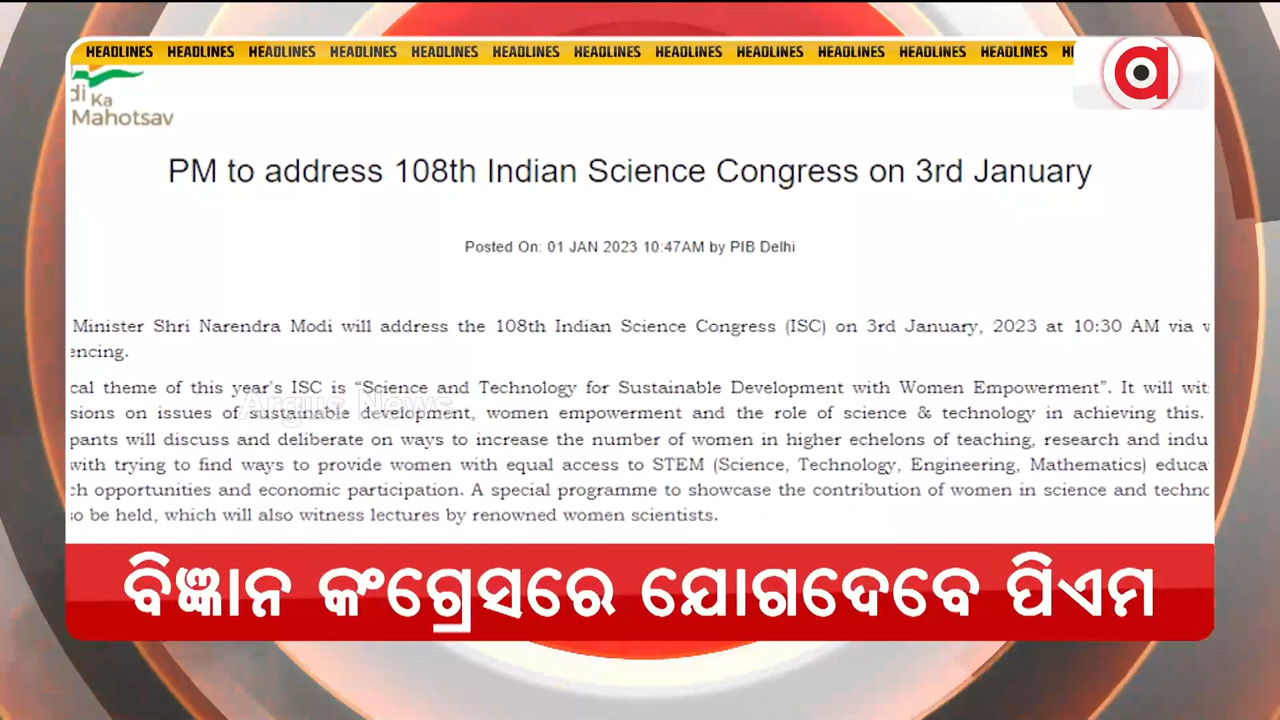 HEADLINES HEADLINES HEADLINES HEADLINES HEADLINES HEADLINES HEADLINES HEADLINES HEADLINES HEADLINES HEADLINES HEADLINES
a
di Ka
Mahotsav
PM to address 108th Indian Science Congress on 3rd January
Posted On: 01 JAN 2023 10:47AM by PIB Delhi
Minister Shri Narendra Modi will address the 108th Indian Science Congress (ISC) on 3rd January, 2023 at 10:30 AM via v
encing.
cal theme of this year's ISC is “Science and Technology for Sustainable Development with Women Empowerment”. It will wit
Argus News
sions on issues of sustainable development, women empowerment and the role of science & technology in achieving this.
pants will discuss and deliberate on ways to increase the number of women in higher echelons of teaching, research and indu
with trying to find ways to provide women with equal access to STEM (Science, Technology, Engineering, Mathematics) educa
ch opportunities and economic participation. A special programme to showcase the contribution of women in science and techno
so be held, which will also witness lectures by renowned women scientists.
ବିଜ୍ଞାନ କଂଗ୍ରେସରେ ଯୋଗଦେବେ ପିଏମ